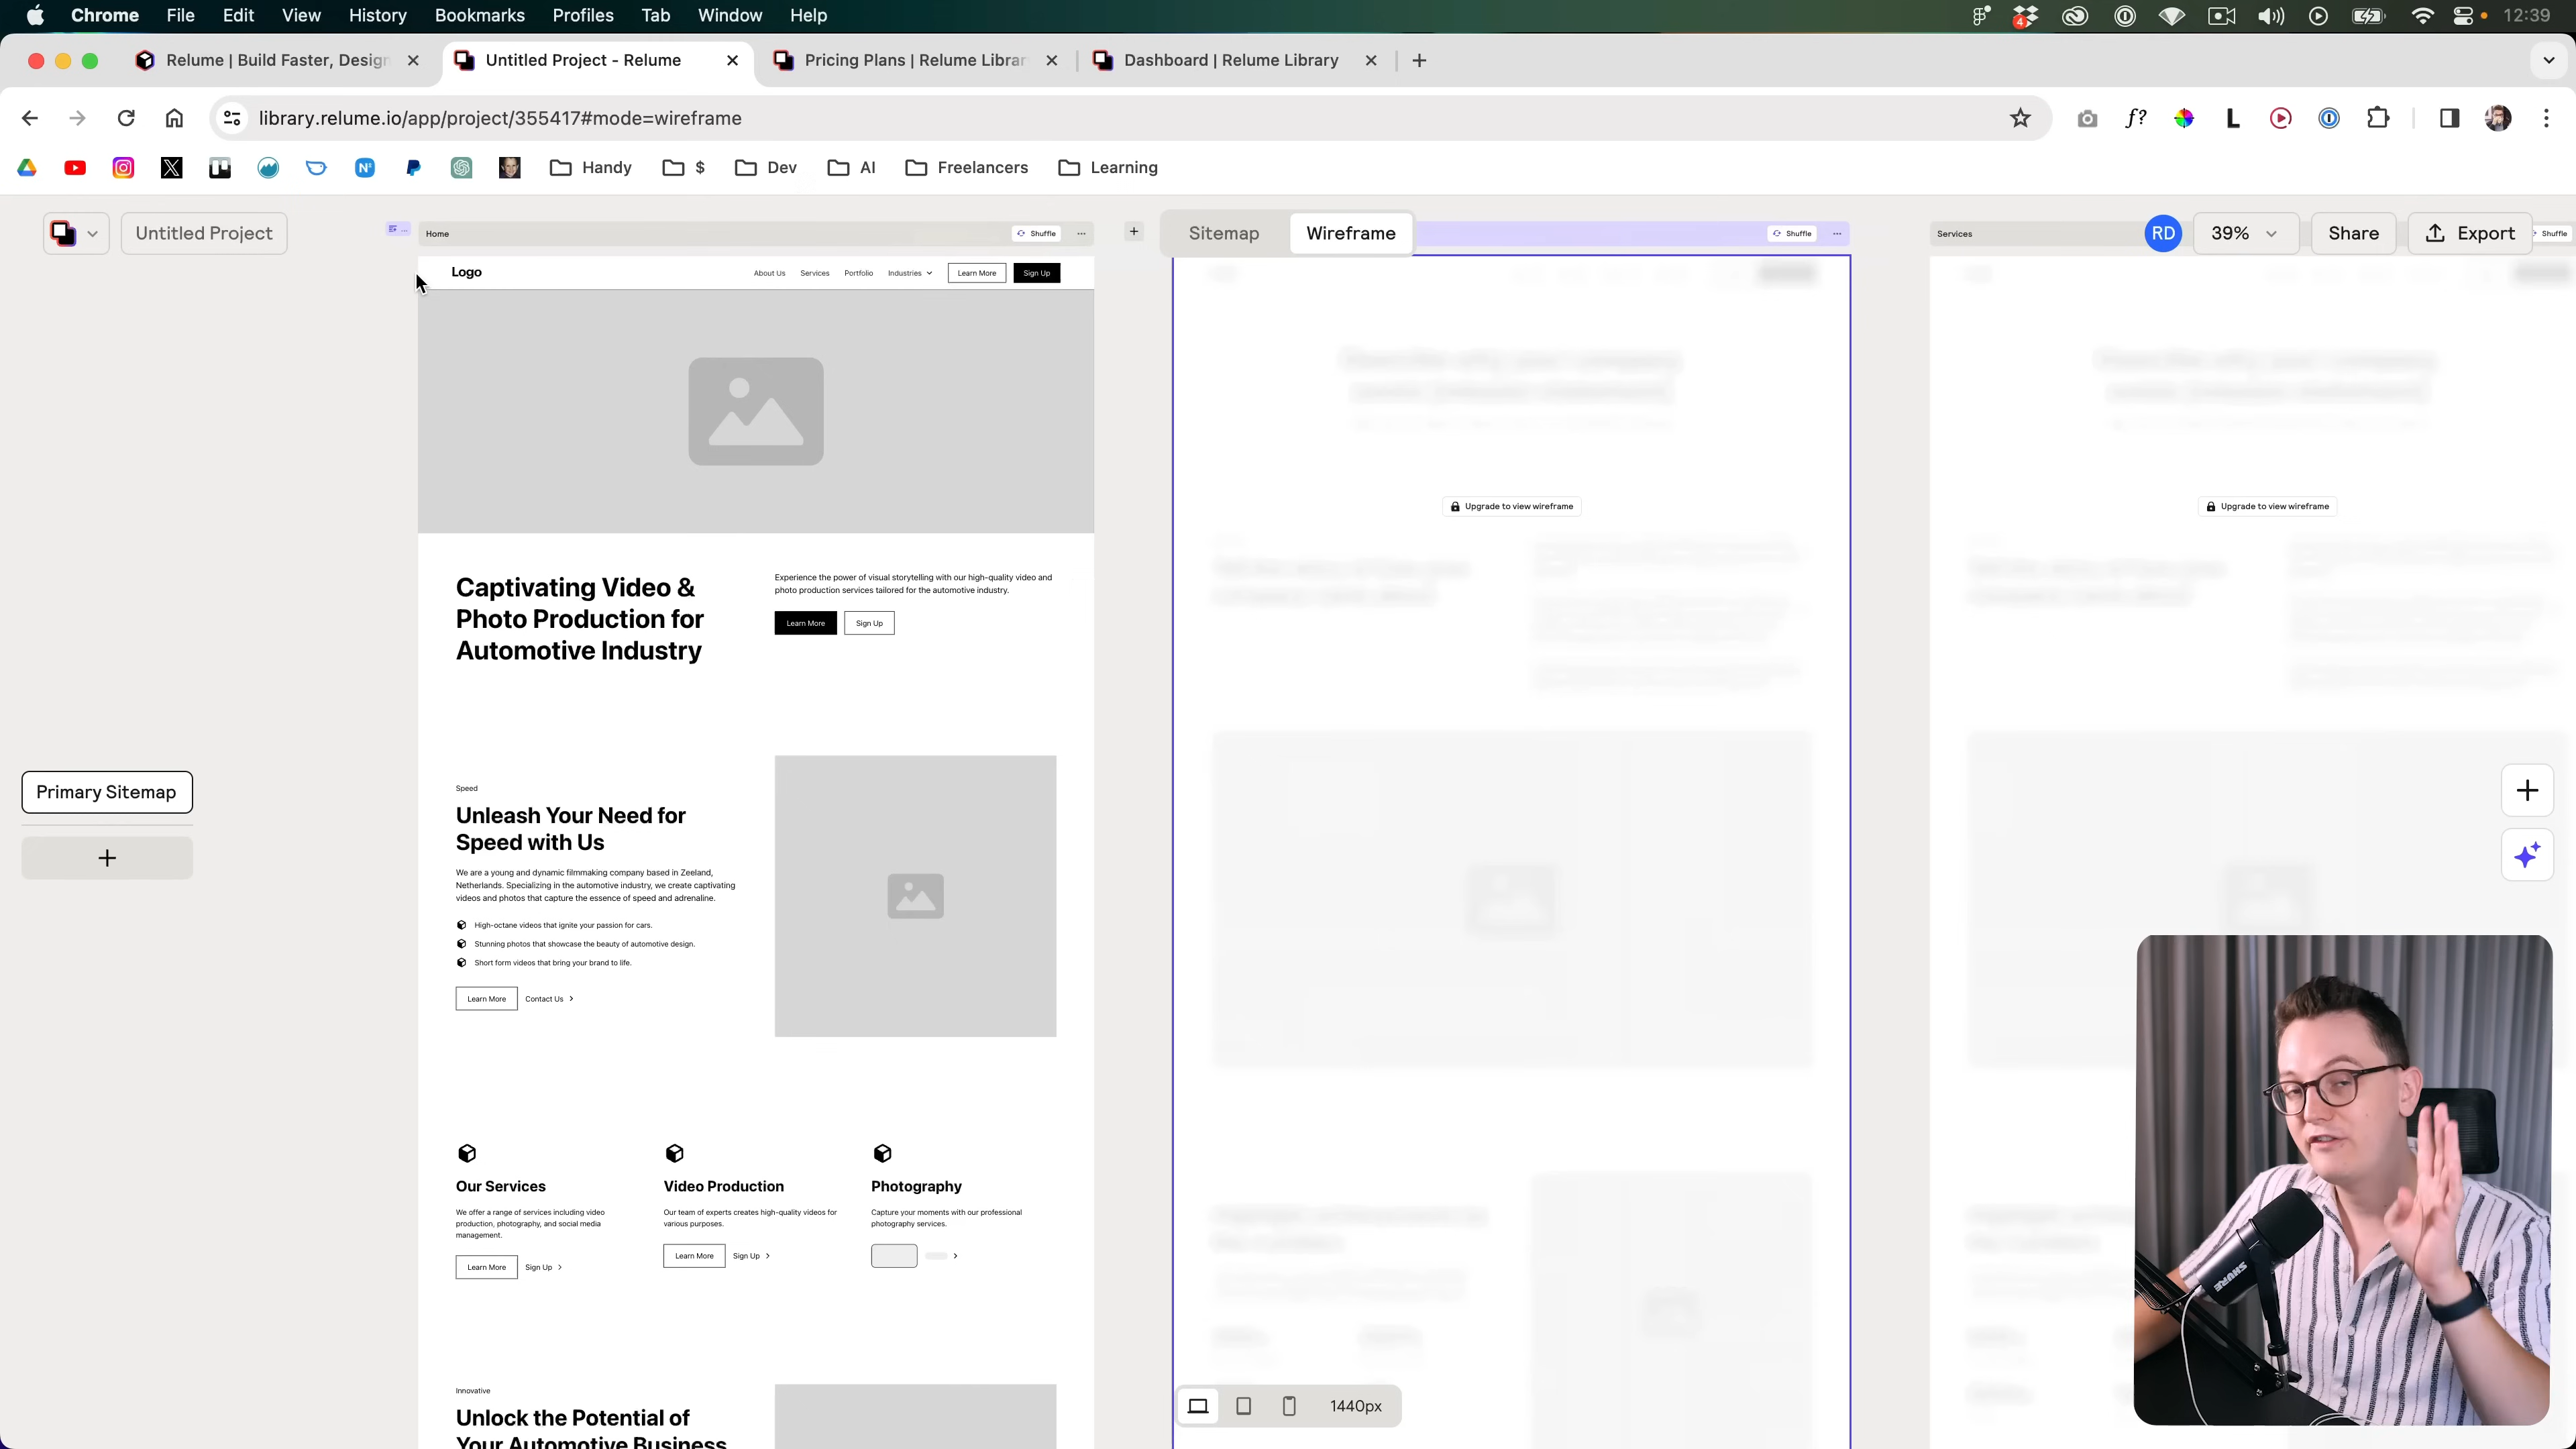 Chrome File Edit View History Bookmarks Profiles Tab Window Help
4
12:39
Relume | Build Faster, Design
Untitled Project - Relume
Pricing Plans | Relume Librar
Dashboard | Relume Library
library.relume.io/app/project/355417#mode=wireframe
f?
L
Handy
$
Dev
AI
Freelancers
Learning
Untitled Project
Home
Shuffle
Sitemap
Wireframe
Shuffle
Services
RD
39%
Share
Export
Shuffle
Logo
About Us
Services
Portfolio
Industries
Learn More
Sign Up
Captivating Video &
Photo Production for
Automotive Industry
Experience the power of visual storytelling with our high-quality video and
photo production services tailored for the automotive industry.
Learn More
Sign Up
Upgrade to view wireframe
Upgrade to view wireframe
Primary Sitemap
Speed
Unleash Your Need for
Speed with Us
We are a young and dynamic filmmaking company based in Zeeland,
Netherlands. Specializing in the automotive industry, we create captivating
videos and photos that capture the essence of speed and adrenaline.
High-octane videos that ignite your passion for cars.
Stunning photos that showcase the beauty of automotive design.
Short form videos that bring your brand to life.
Learn More
Contact Us
Our Services
We offer a range of services including video
production, photography, and social media
management.
Learn More
Sign Up
Video Production
Our team of experts creates high-quality videos for
various purposes.
Learn More
Sign Up
Photography
Capture your moments with our professional
photography services.
Innovative
Unlock the Potential of
Your Automotive Business
1440px
SHURE